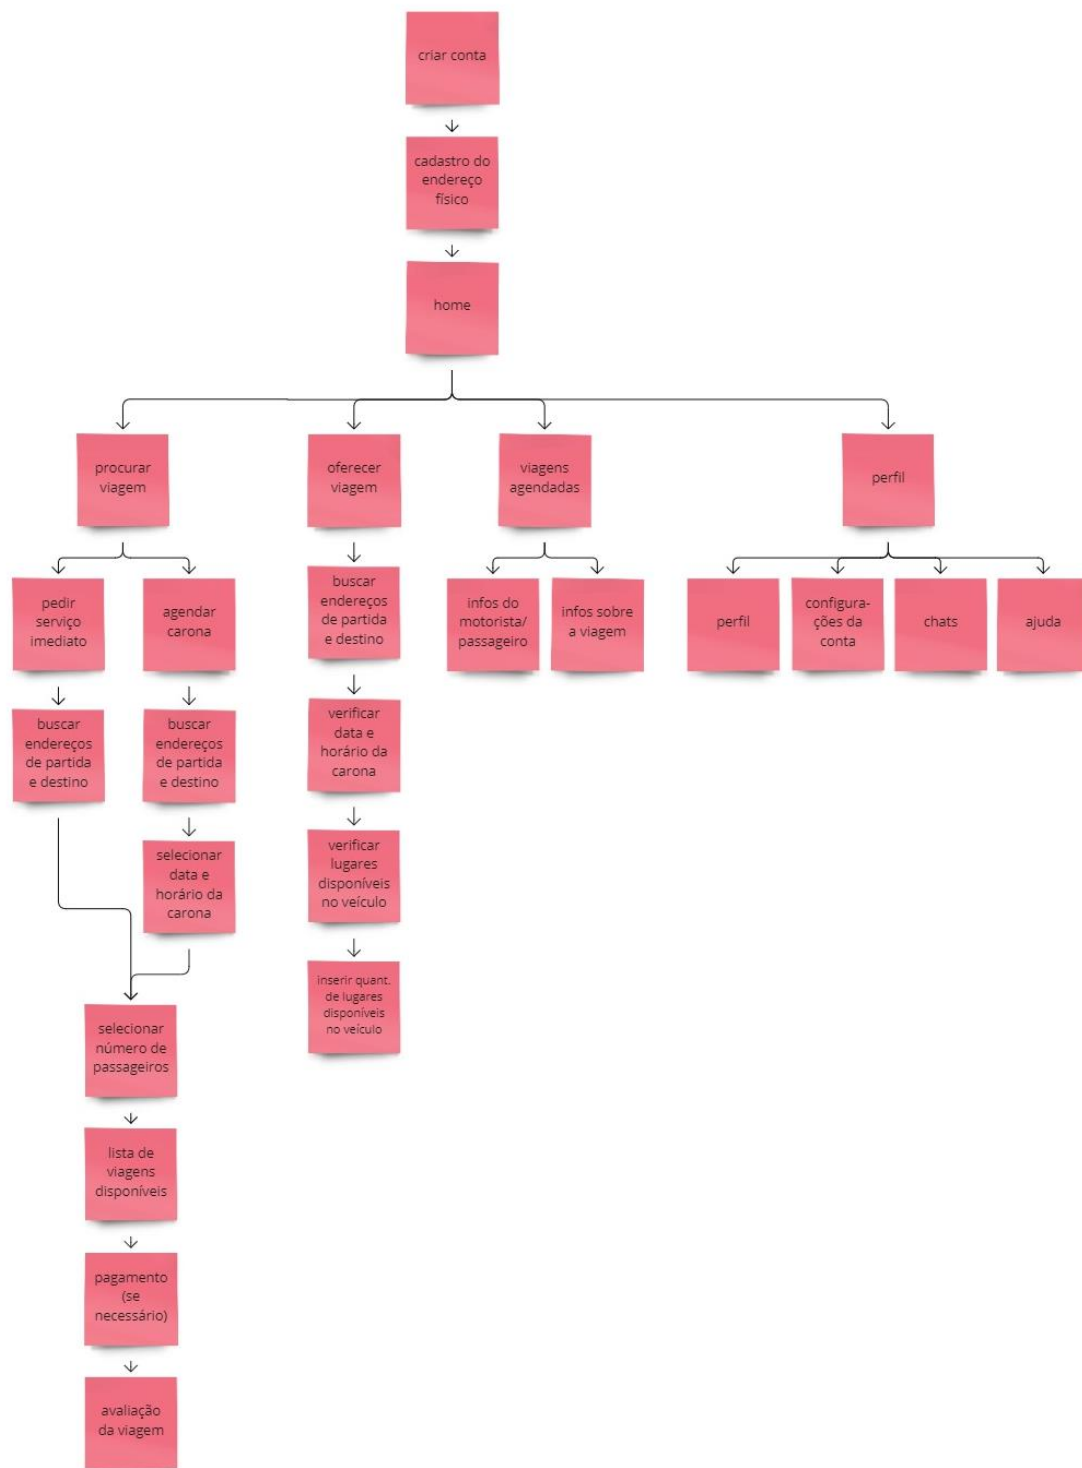 criar conta
cadastro do
endereço
físico
home
procurar
viagem
oferecer
viagem
viagens
agendadas
perfil
pedir
serviço
imediato
agendar
carona
buscar
endereços
de partida
e destino
infos do
motorista/
passageiro
infos sobre
a viagem
perfil
configura-
ções da
conta
chats
ajuda
buscar
endereços
de partida
e destino
buscar
endereços
de partida
e destino
verificar
data e
horário da
carona
selecionar
data e
horário da
carona
verificar
lugares
disponíveis
no veículo
inserir quant.
de lugares
disponíveis
no veículo
selecionar
número de
passageiros
lista de
viagens
disponíveis
pagamento
(se
necessário)
avaliação
da viagem